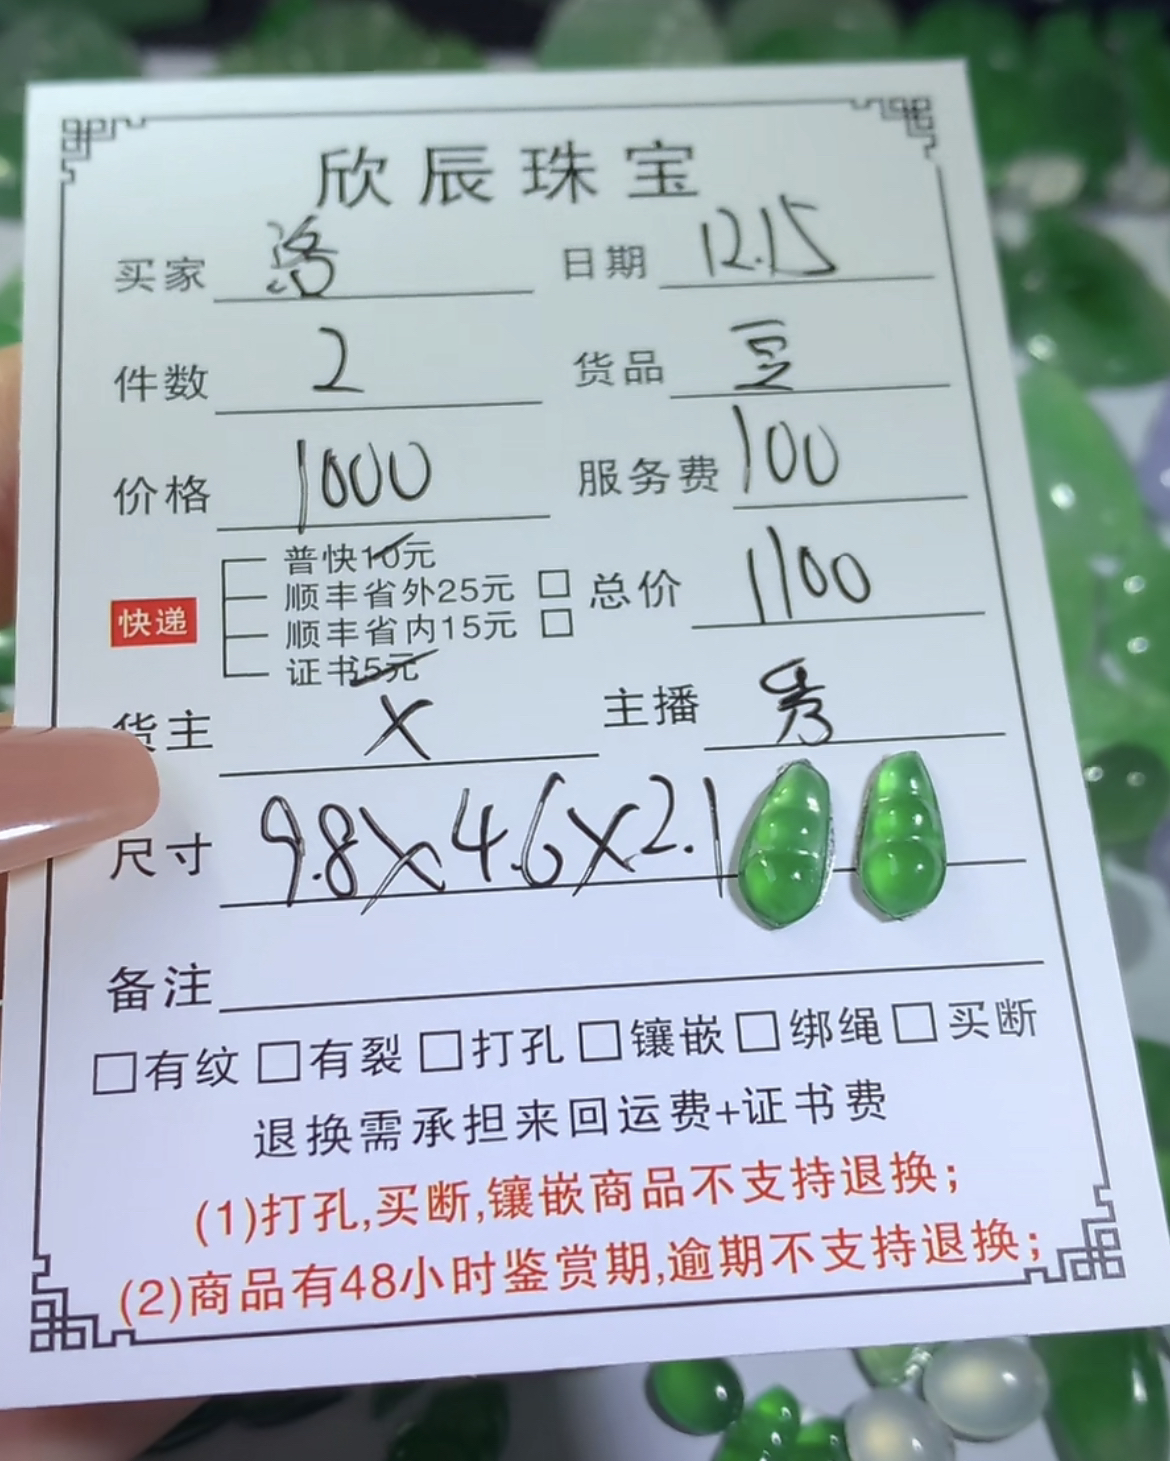 欣辰珠宝
买家 洛 日期 12.15
件数 2 货品 豆
价格 1000 服务费 100
普快10元
顺丰省外25元 □ 总价 1100
快递 顺丰省内15元 □
证书5元
货主 X 主播 秀
尺寸 9.8X4.6X2.1
备注
□有纹 □有裂 □打孔 □镶嵌 □绑绳 □买断
退换需承担来回运费+证书费
(1)打孔,买断,镶嵌商品不支持退换;
(2)商品有48小时鉴赏期,逾期不支持退换;